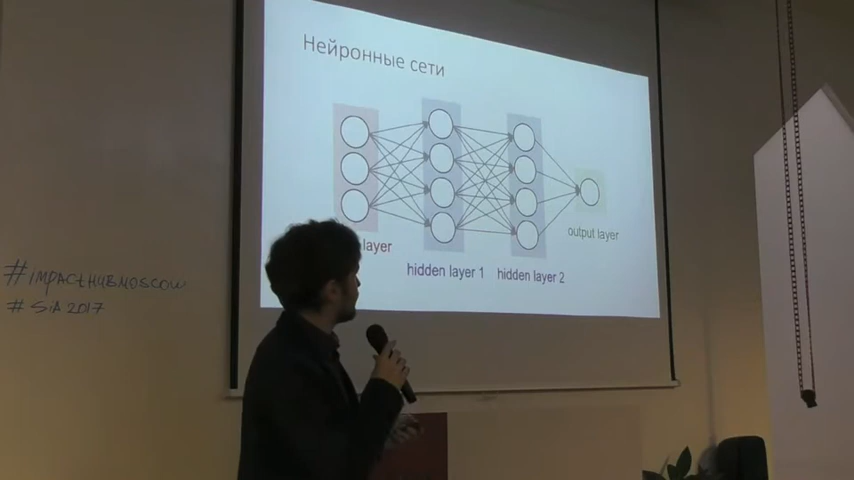 Нейронные сети
layer
hidden layer 1
hidden layer 2
output layer
#impacthubmoscow
# SiA 2017